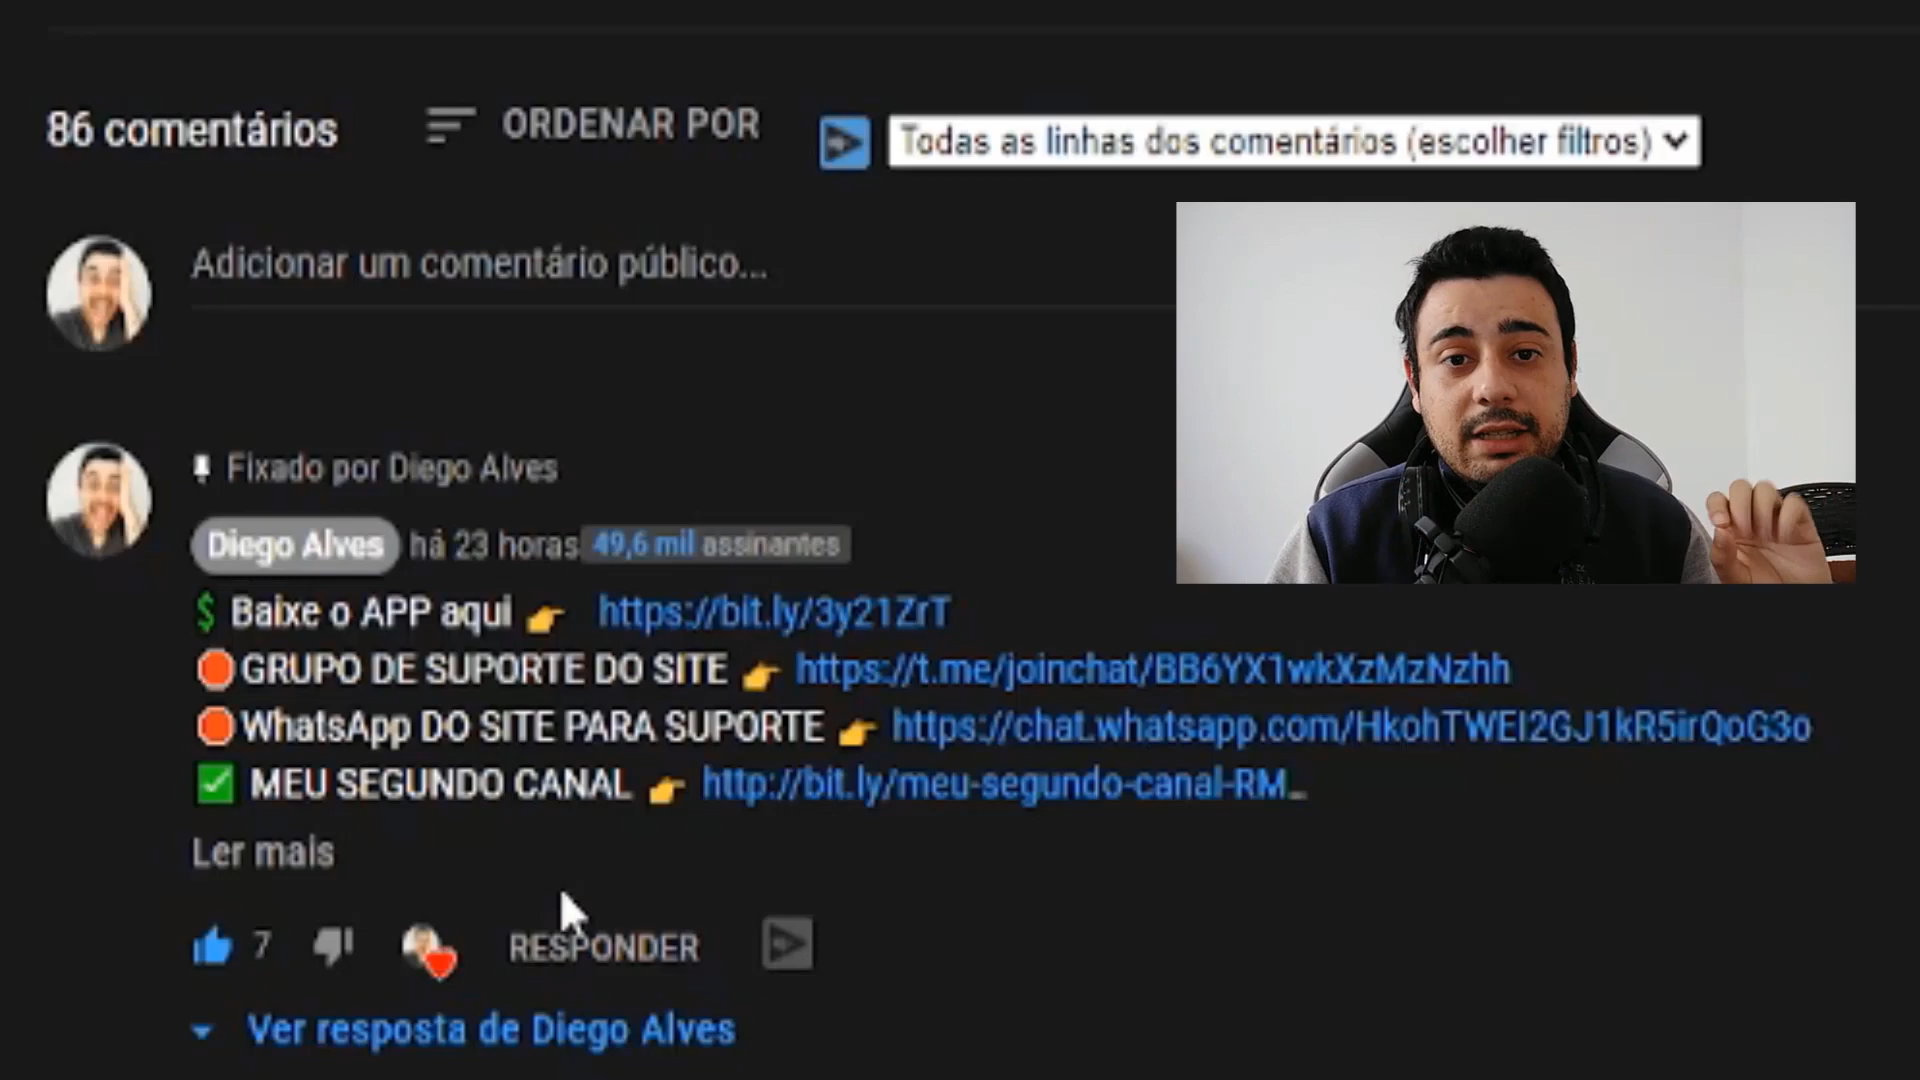 86 comentários
ORDENAR POR
Todas as linhas dos comentários (escolher filtros)
Adicionar um comentário público...
Fixado por Diego Alves
Diego Alves há 23 horas 49,6 mil assinantes
$ Baixe o APP aqui 👉 https://bit.ly/3y21ZrT
🛑GRUPO DE SUPORTE DO SITE 👉 https://t.me/joinchat/BB6YX1wkXzMzNzhh
🛑WhatsApp DO SITE PARA SUPORTE 👉 https://chat.whatsapp.com/HkohTWEI2GJ1kR5irQoG3o
✅ MEU SEGUNDO CANAL 👉 http://bit.ly/meu-segundo-canal-RM...
Ler mais
7
RESPONDER
Ver resposta de Diego Alves